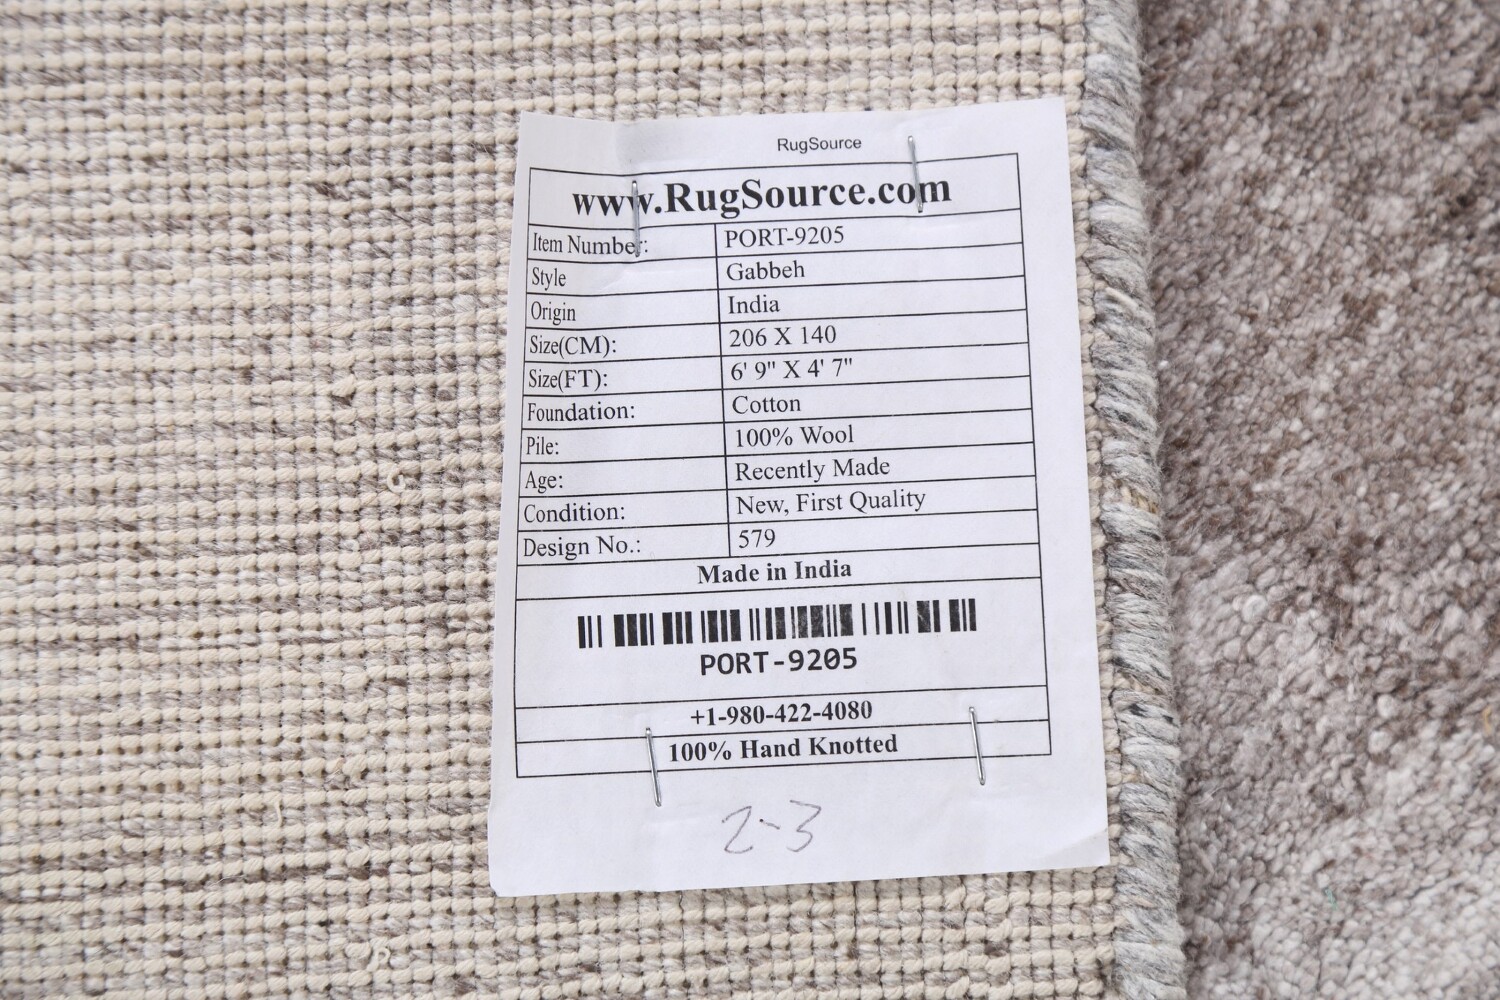 RugSource
www.RugSource.com
Item Number: PORT-9205
Style Gabbeh
Origin India
Size(CM): 206 X 140
Size(FT): 6' 9" X 4' 7"
Foundation: Cotton
Pile: 100% Wool
Age: Recently Made
Condition: New, First Quality
Design No.: 579
Made in India
PORT-9205
+1-980-422-4080
100% Hand Knotted
2-3